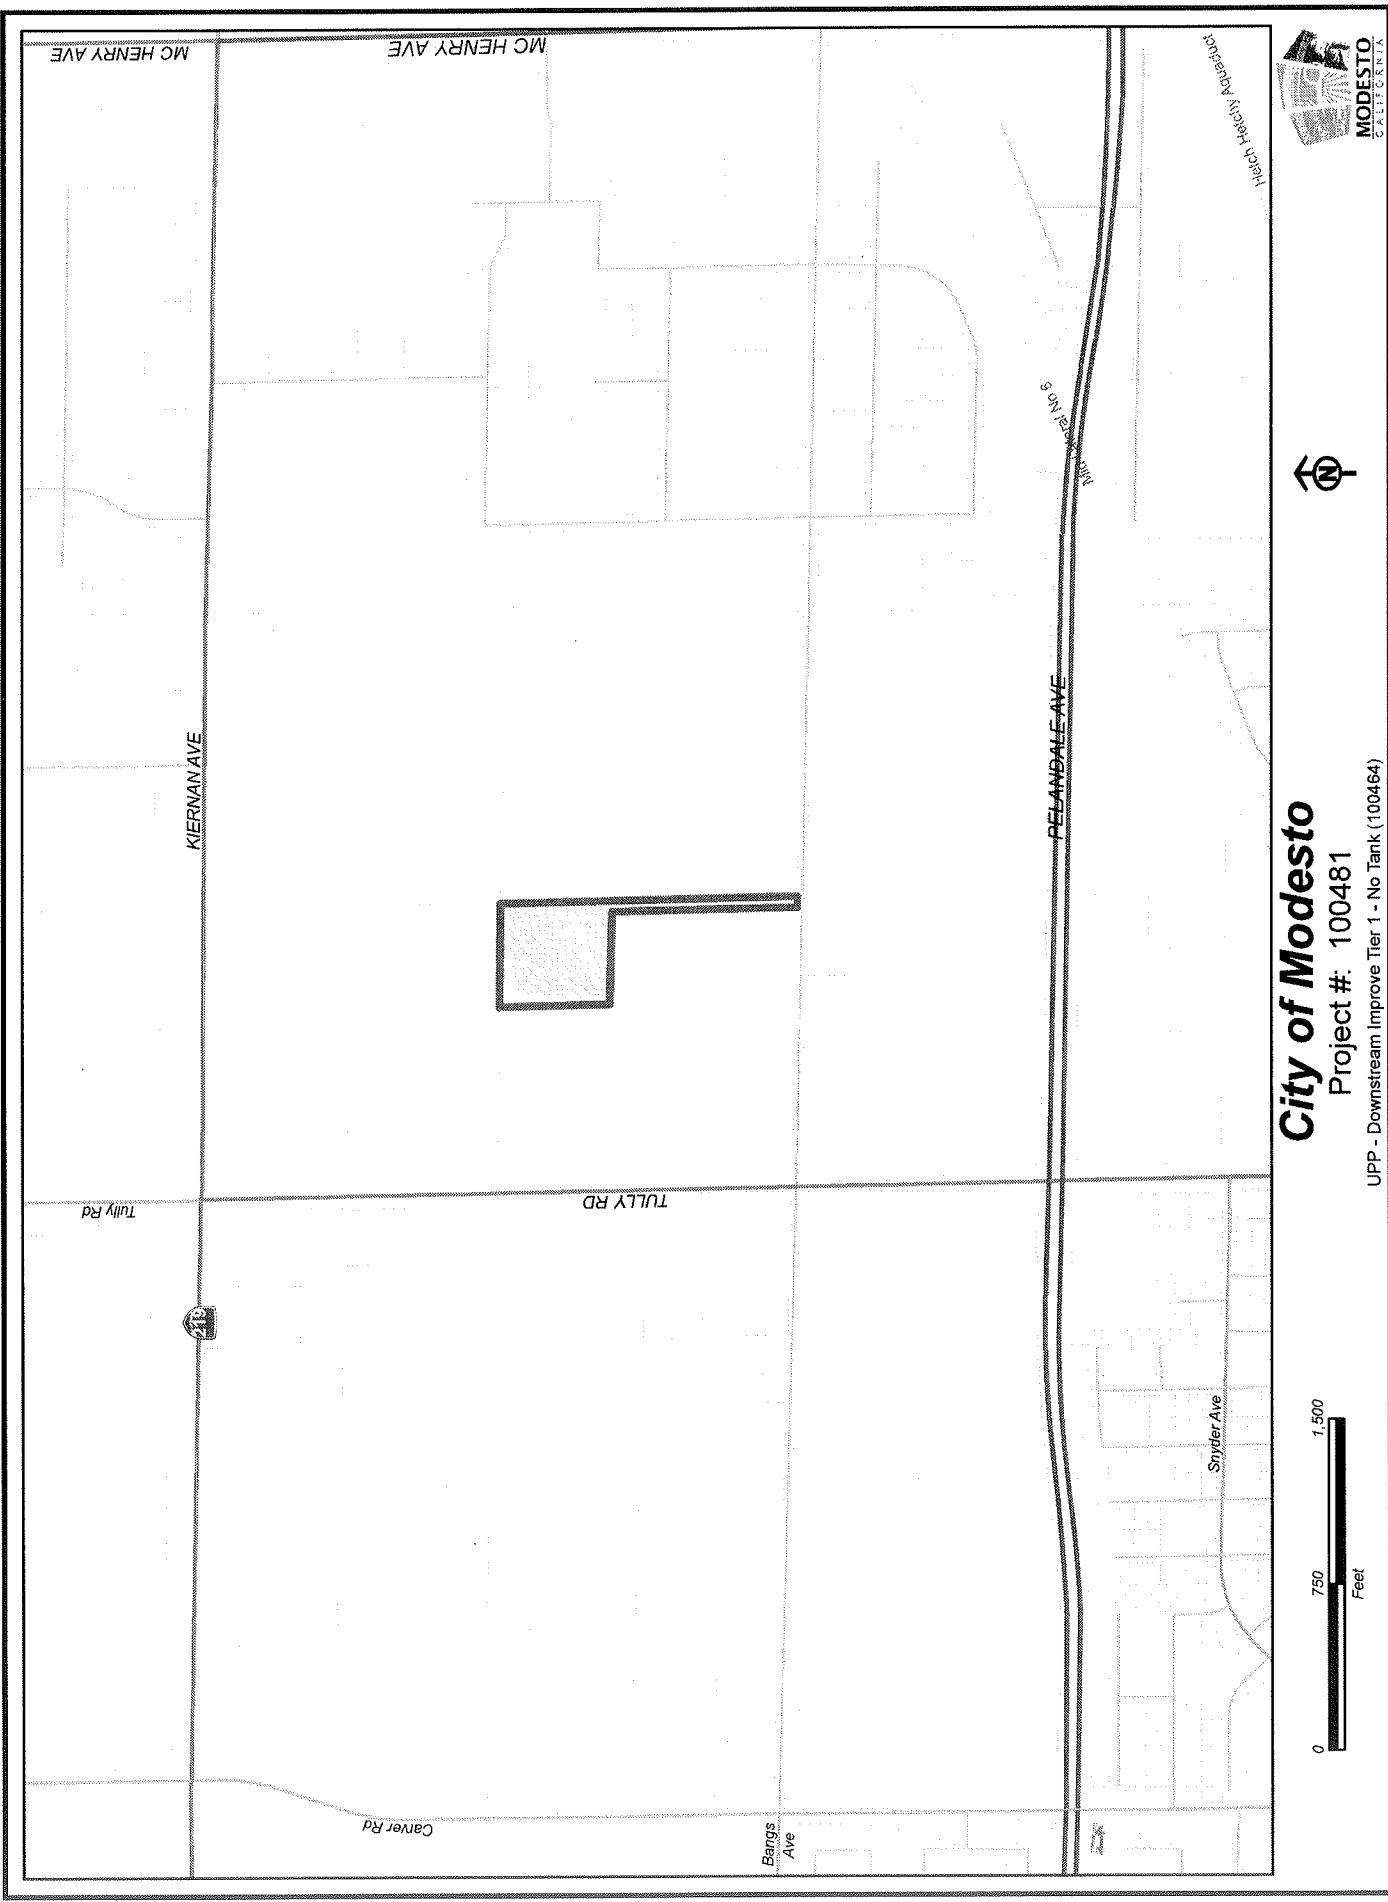 MC HENRY AVE
MC HENRY AVE
Hetch Hetchy Aquaduct
KIERNAN AVE
PELANDALE AVE
Tully Rd
TULLY RD
219
Snyder Ave
Carver Rd
Bangs
Ave
0 750 1,500
Feet
City of Modesto
Project #: 100481
UPP - Downstream Improve Tier 1 - No Tank (100464)
N
MODESTO
CALIFORNIA